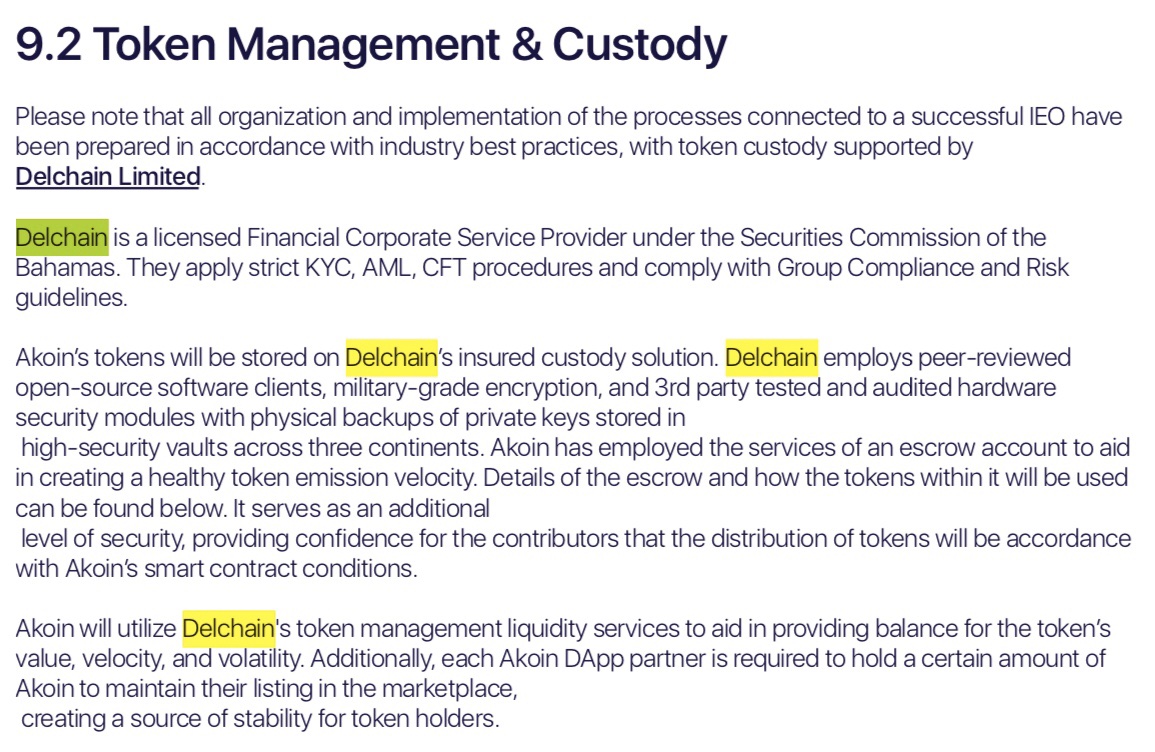 9.2 Token Management & Custody
Please note that all organization and implementation of the processes connected to a successful IEO have
been prepared in accordance with industry best practices, with token custody supported by
Delchain Limited.
Delchain is a licensed Financial Corporate Service Provider under the Securities Commission of the
Bahamas. They apply strict KYC, AML, CFT procedures and comply with Group Compliance and Risk
guidelines.
Akoin’s tokens will be stored on Delchain’s insured custody solution. Delchain employs peer-reviewed
open-source software clients, military-grade encryption, and 3rd party tested and audited hardware
security modules with physical backups of private keys stored in
high-security vaults across three continents. Akoin has employed the services of an escrow account to aid
in creating a healthy token emission velocity. Details of the escrow and how the tokens within it will be used
can be found below. It serves as an additional
level of security, providing confidence for the contributors that the distribution of tokens will be accordance
with Akoin’s smart contract conditions.
Akoin will utilize Delchain's token management liquidity services to aid in providing balance for the token’s
value, velocity, and volatility. Additionally, each Akoin DApp partner is required to hold a certain amount of
Akoin to maintain their listing in the marketplace,
creating a source of stability for token holders.